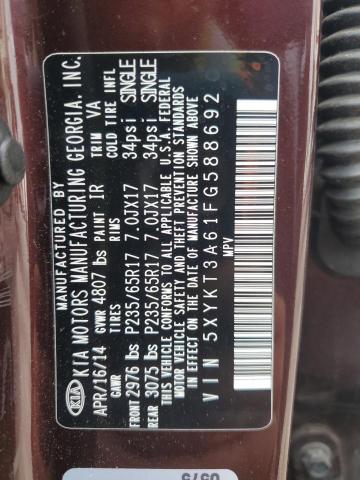 KIA
MANUFACTURED BY
KIA MOTORS MANUFACTURING GEORGIA, INC.
APR/16/14 PAINT IR TRIM VA
GVWR 4807 lbs
GAWR TIRES RIMS COLD TIRE INFL
FRONT 2976 lbs P235/65R17 7.0JX17 34psi SINGLE
REAR 3075 lbs P235/65R17 7.0JX17 34psi SINGLE
THIS VEHICLE CONFORMS TO ALL APPLICABLE U.S.A. FEDERAL
MOTOR VEHICLE SAFETY AND THEFT PREVENTION STANDARDS
IN EFFECT ON THE DATE OF MANUFACTURE SHOWN ABOVE.
VIN 5XYKT3A61FG588692
MPV